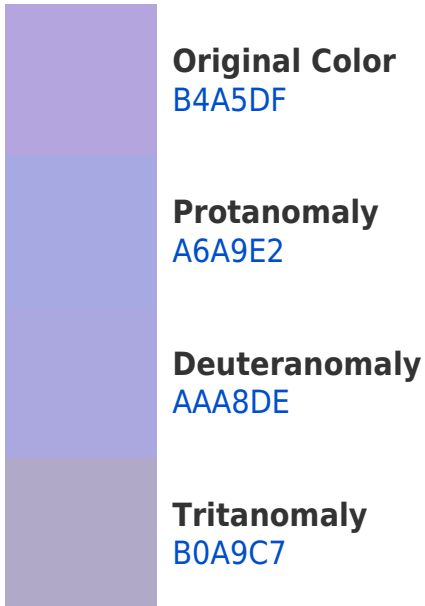 Original Color
B4A5DF
Protanomaly
A6A9E2
Deuteranomaly
AAA8DE
Tritanomaly
B0A9C7